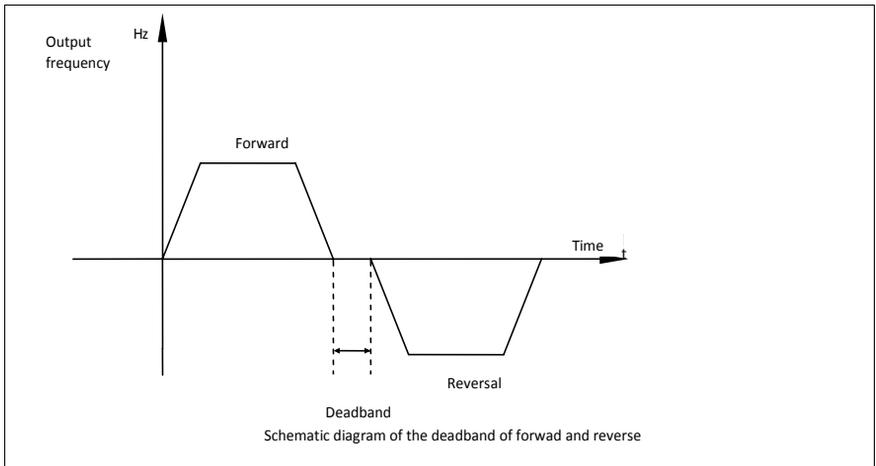 Hz
Output
frequency
Forward
Time
t
Reversal
Deadband
Schematic diagram of the deadband of forwad and reverse